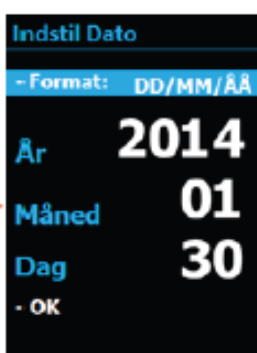 Indstil Dato
- Format: DD/MM/ÅÅ
År 2014
Måned 01
Dag 30
- OK